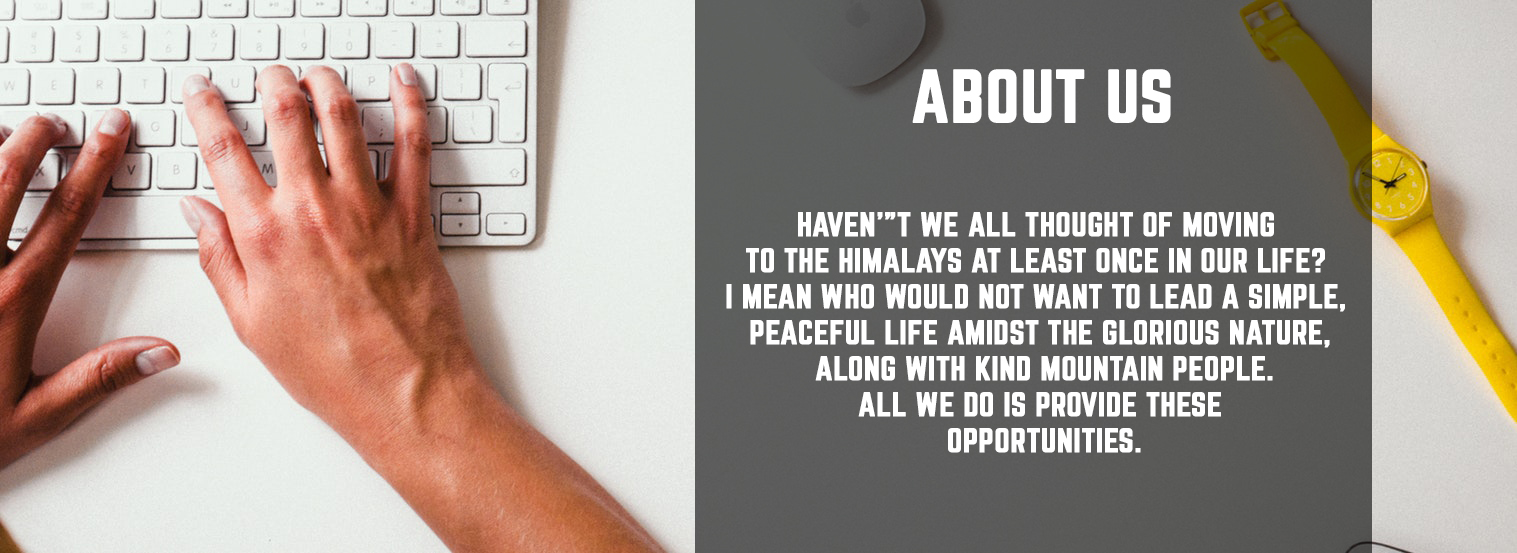 ABOUT US
HAVEN'"T WE ALL THOUGHT OF MOVING
TO THE HIMALAYS AT LEAST ONCE IN OUR LIFE?
I MEAN WHO WOULD NOT WANT TO LEAD A SIMPLE,
PEACEFUL LIFE AMIDST THE GLORIOUS NATURE,
ALONG WITH KIND MOUNTAIN PEOPLE.
ALL WE DO IS PROVIDE THESE
OPPORTUNITIES.